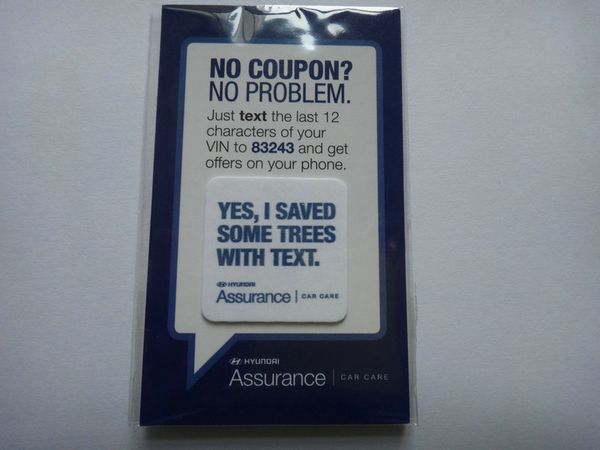 NO COUPON?
NO PROBLEM.
Just text the last 12
characters of your
VIN to 83243 and get
offers on your phone.
YES, I SAVED
SOME TREES
WITH TEXT.
HYUNDAI
Assurance | CAR CARE
HYUNDAI
Assurance | CAR CARE